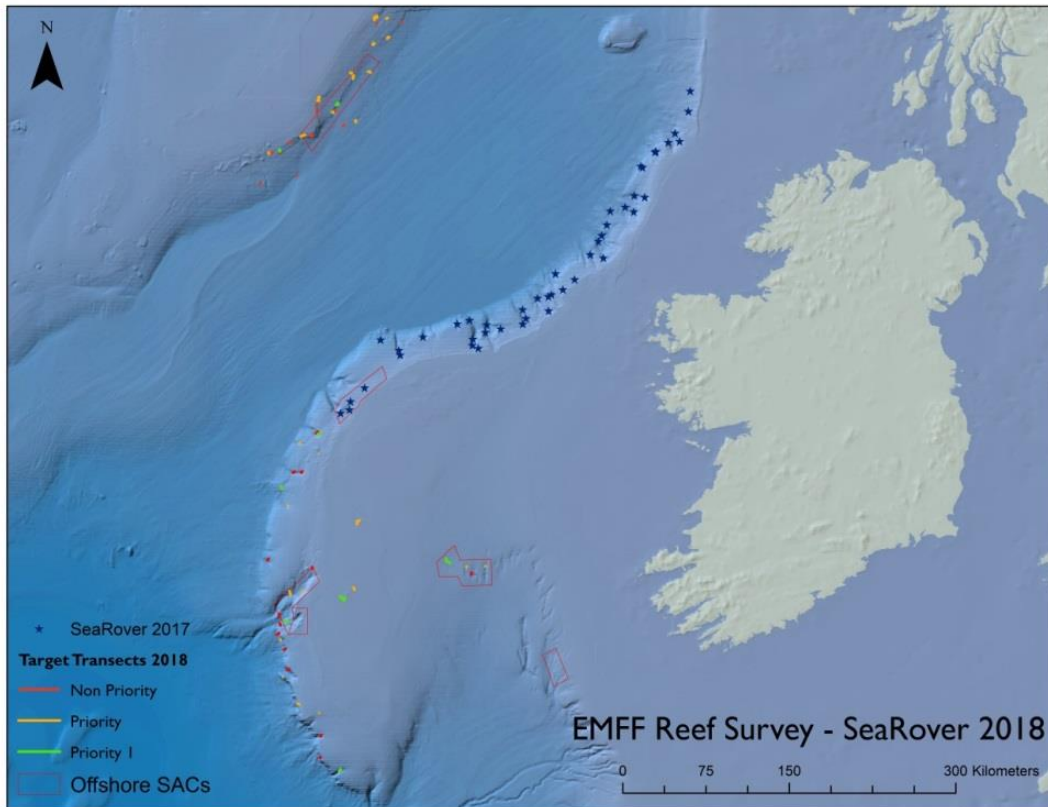 N
SeaRover 2017
Target Transects 2018
Non Priority
Priority
Priority 1
Offshore SACs
EMFF Reef Survey - SeaRover 2018
0 75 150 300 Kilometers